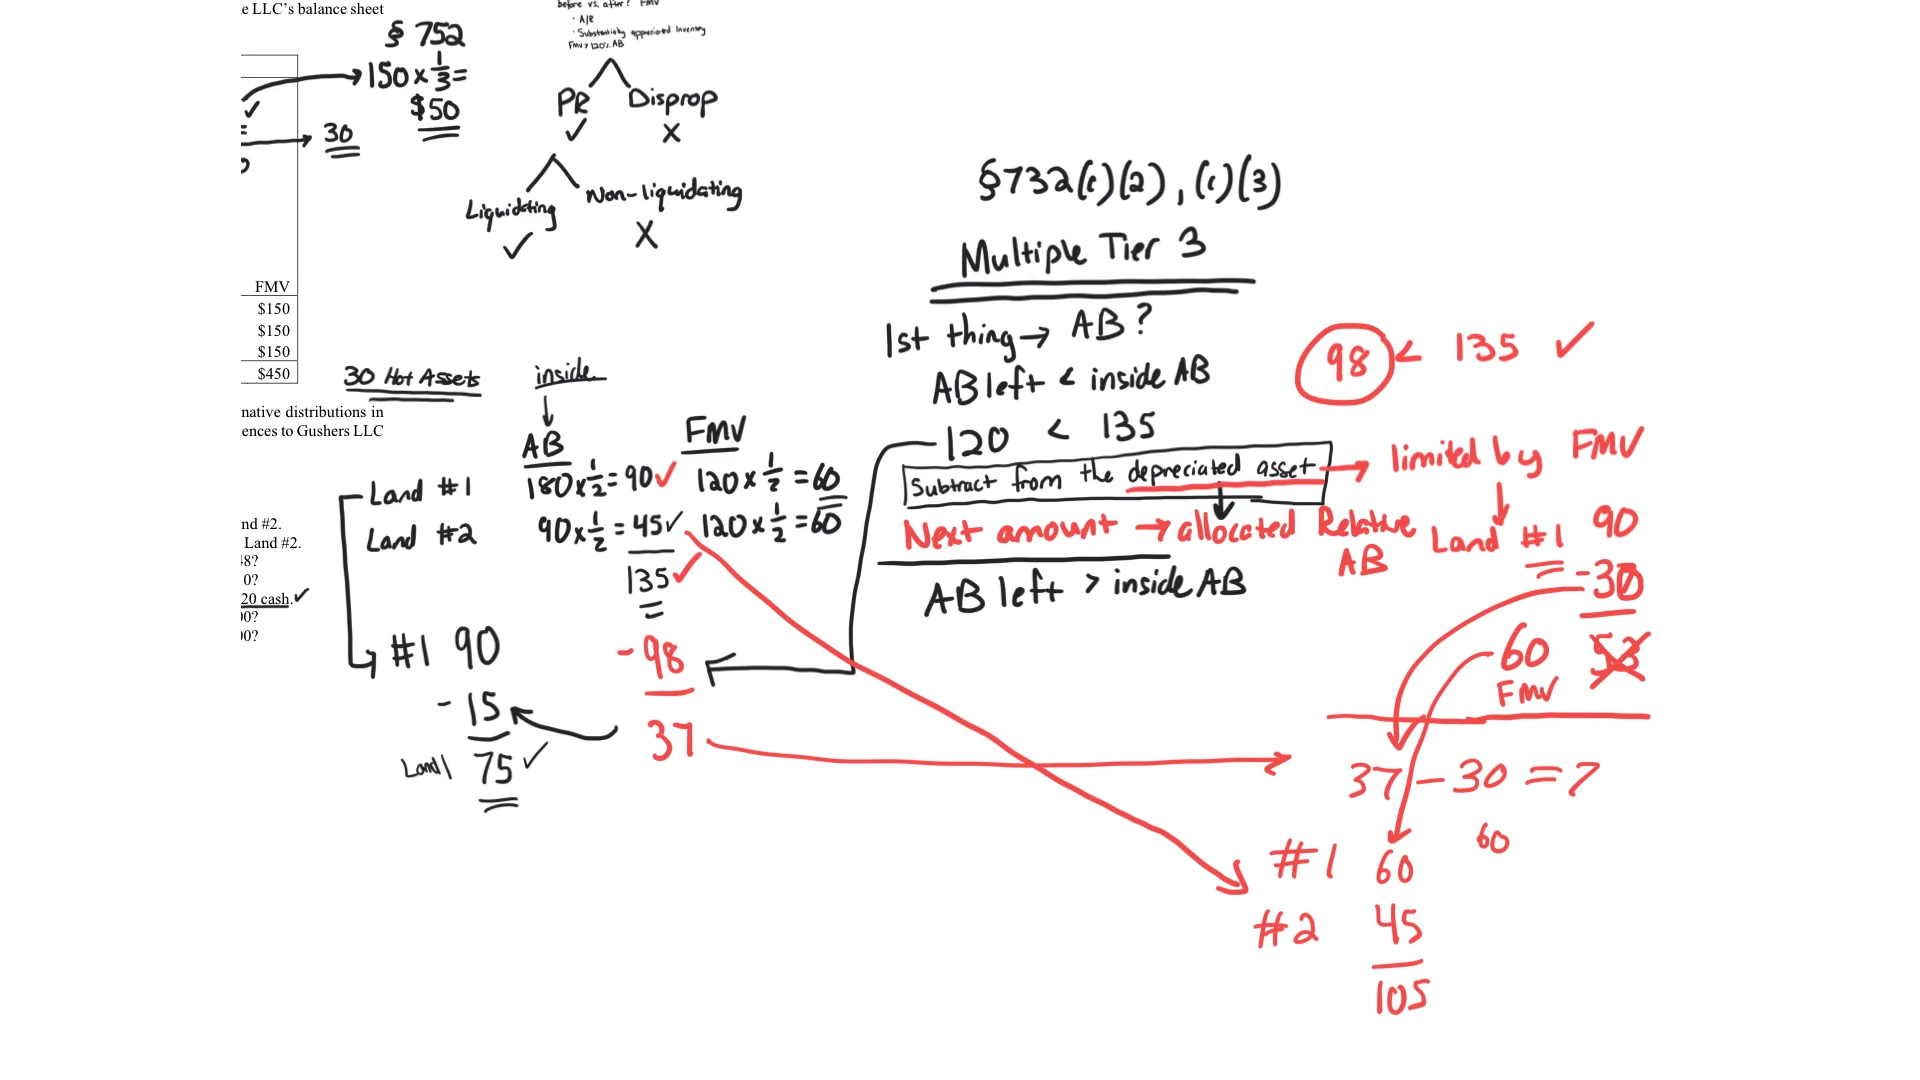 e LLC's balance sheet
§ 752
150 x 1/3 =
$50
30
before vs. after? FMV
· A/R
· Substantially appreciated inventory
FMV > 120% AB
PR Disprop
✓ X
Liquidating Non-liquidating
✓ X
FMV
$150
$150
$150
$450
native distributions in
ences to Gushers LLC
nd #2.
Land #2.
$8?
0?
20 cash. ✓
00?
00?
30 Hot Assets
inside
AB FMV
Land #1 180 x 1/2 = 90 ✓ 120 x 1/2 = 60
Land #2 90 x 1/2 = 45 ✓ 120 x 1/2 = 60
135 ✓
- 98
37
#1 90
- 15
Land 1 75 ✓
§732(c)(2), (c)(3)
Multiple Tier 3
1st thing → AB?
AB left < inside AB
120 < 135
Subtract from the depreciated asset → limited by FMV
Next amount → allocated Relative AB
AB left > inside AB
98 < 135 ✓
Land #1 90
- 30
60 53
FMV
37 - 30 = 7
60
#1 60
#2 45
105